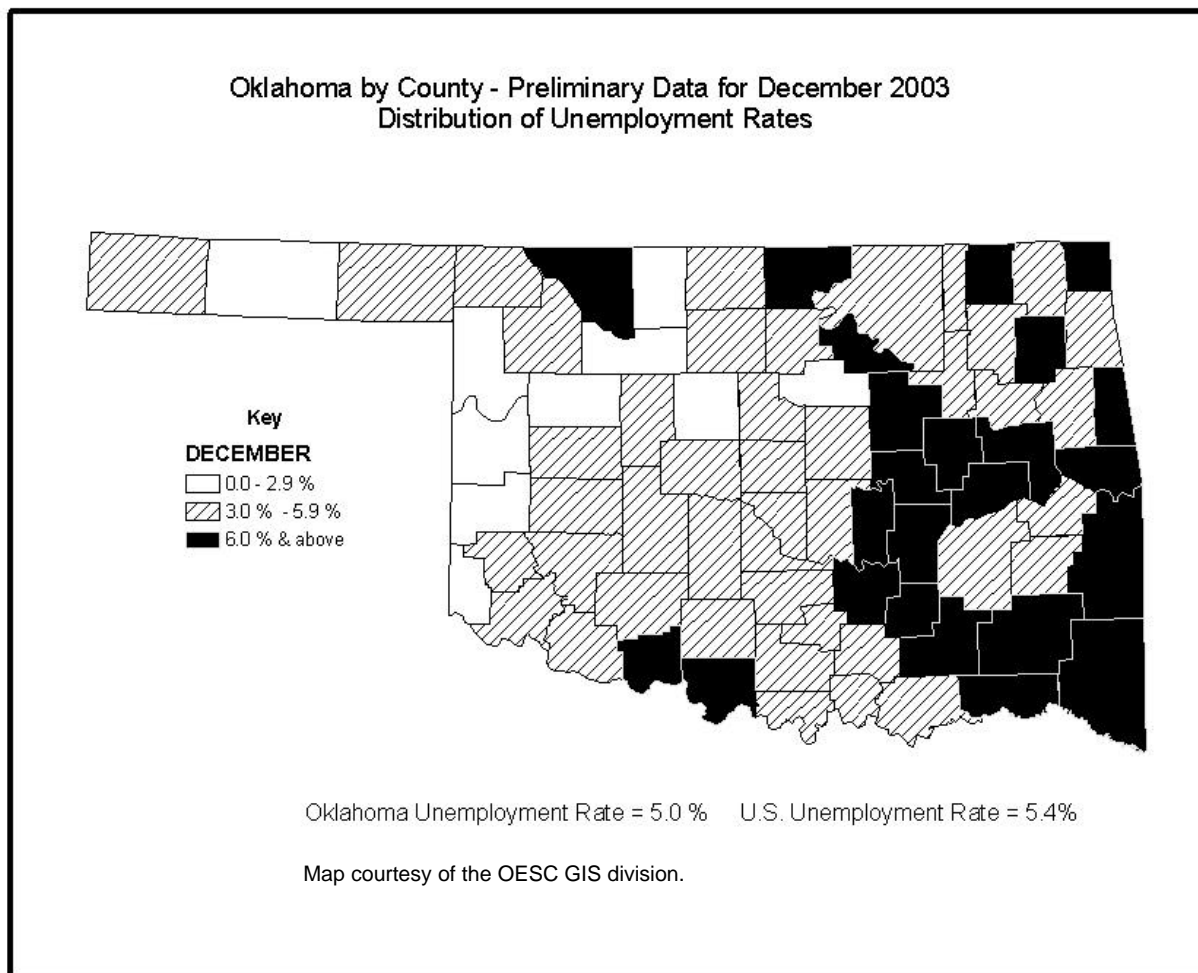 Oklahoma by County - Preliminary Data for December 2003
Distribution of Unemployment Rates
Key
DECEMBER
0.0 - 2.9 %
3.0 % - 5.9 %
6.0 % & above
Oklahoma Unemployment Rate = 5.0 % U.S. Unemployment Rate = 5.4%
Map courtesy of the OESC GIS division.